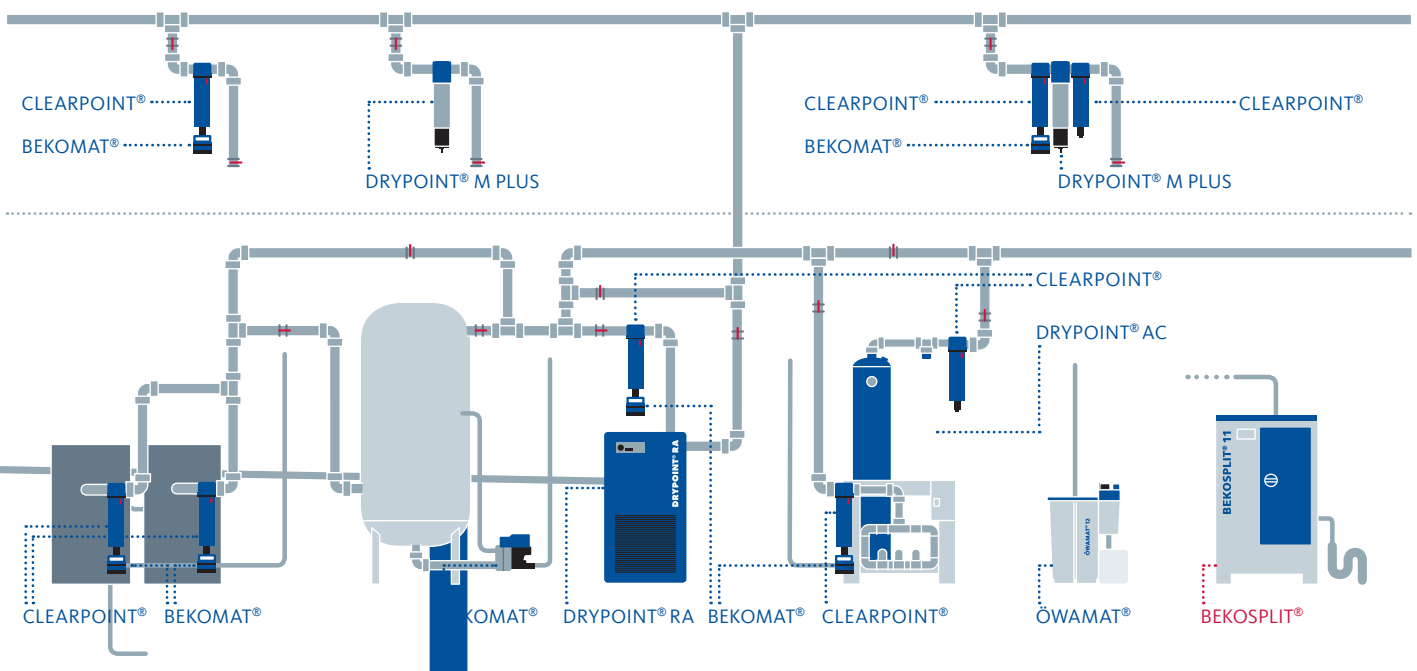 CLEARPOINT®
BEKOMAT®
DRYPOINT® M PLUS
CLEARPOINT®
CLEARPOINT®
BEKOMAT®
DRYPOINT® M PLUS
CLEARPOINT®
DRYPOINT® AC
DRYPOINT® RA
BEKOSPLIT® 11
ÖWAMAT® 12
CLEARPOINT®
BEKOMAT®
KOMAT®
DRYPOINT® RA
BEKOMAT®
CLEARPOINT®
ÖWAMAT®
BEKOSPLIT®